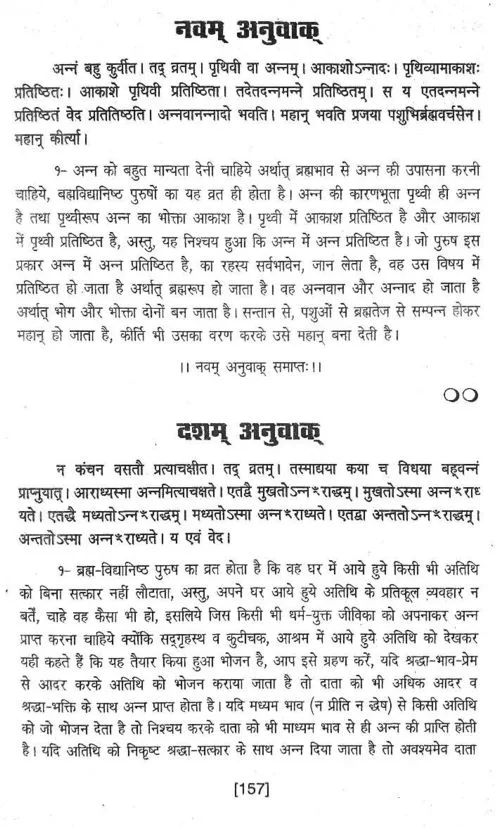 नवम् अनुवाक्
अन्नं बहु कुर्वीत। तद् व्रतम्। पृथिवी वा अन्नम्। आकाशोऽन्नादः। पृथिव्यामाकाशः
प्रतिष्ठितः। आकाशे पृथिवी प्रतिष्ठिता। तदेतदन्नमन्ने प्रतिष्ठितम्। स य एतदन्नमन्ने
प्रतिष्ठितं वेद प्रतितिष्ठति। अन्नवानन्नादो भवति। महान् भवति प्रजया पशुभिर्ब्रह्मवर्चसेन।
महान् कीर्त्या।
१- अन्न को बहुत मान्यता देनी चाहिये अर्थात् ब्रह्मभाव से अन्न की उपासना करनी
चाहिये, बह्मविद्यानिष्ठ पुरुषों का यह व्रत ही होता है। अन्न की कारणभूता पृथ्वी ही अन्न
है तथा पृथ्वीरूप अन्न का भोक्ता आकाश है। पृथ्वी में आकाश प्रतिष्ठित है और आकाश
में पृथ्वी प्रतिष्ठित है, अस्तु, यह निश्चय हुआ कि अन्न में अन्न प्रतिष्ठित है। जो पुरुष इस
प्रकार अन्न में अन्न प्रतिष्ठित है, का रहस्य सर्वभावेन, जान लेता है, वह उस विषय में
प्रतिष्ठित हो जाता है अर्थात् ब्रह्मरूप हो जाता है। वह अन्नवान और अन्नाद हो जाता है
अर्थात् भोग और भोक्ता दोनों बन जाता है। सन्तान से, पशुओं से ब्रह्मतेज से सम्पन्न होकर
महान् हो जाता है, कीर्ति भी उसका वरण करके उसे महान् बना देती है।
।। नवम् अनुवाक् समाप्तः।।
दशम् अनुवाक्
न कंचन वसतौ प्रत्याचक्षीत। तद् व्रतम्। तस्माद्यया कया च विधया बह्वन्नं
प्राप्नुयात्। आराध्यस्मा अन्नमित्याचक्षते। एतद्वै मुखतोऽन्न*राद्धम्। मुखतोऽस्मा अन्न*राध
यते। एतद्वै मध्यतोऽन्न*राद्धम्। मध्यतोऽस्मा अन्न*राध्यते। एतद्वा अन्ततोऽन्न*राद्धम्।
अन्ततोऽस्मा अन्न*राध्यते। य एवं वेद।
१- ब्रह्म-विद्यानिष्ठ पुरुष का व्रत होता है कि वह घर में आये हुये किसी भी अतिथि
को बिना सत्कार नहीं लौटाता, अस्तु, अपने घर आये हुये अतिथि के प्रतिकूल व्यवहार न
बर्तें, चाहे वह कैसा भी हो, इसलिये जिस किसी भी धर्म-युक्त जीविका को अपनाकर अन्न
प्राप्त करना चाहिये क्योंकि सद्गृहस्थ व कुटीचक, आश्रम में आये हुये अतिथि को देखकर
यही कहते हैं कि यह तैयार किया हुआ भोजन है, आप इसे ग्रहण करें, यदि श्रद्धा-भाव-प्रेम
से आदर करके अतिथि को भोजन कराया जाता है तो दाता को भी अधिक आदर व
श्रद्धा-भक्ति के साथ अन्न प्राप्त होता है। यदि मध्यम भाव (न प्रीति न द्वेष) से किसी अतिथि
को जो भोजन देता है तो निश्चय करके दाता को भी माध्यम भाव से ही अन्न की प्राप्ति होती
है। यदि अतिथि को निकृष्ट श्रद्धा-सत्कार के साथ अन्न दिया जाता है तो अवश्यमेव दाता
[157]